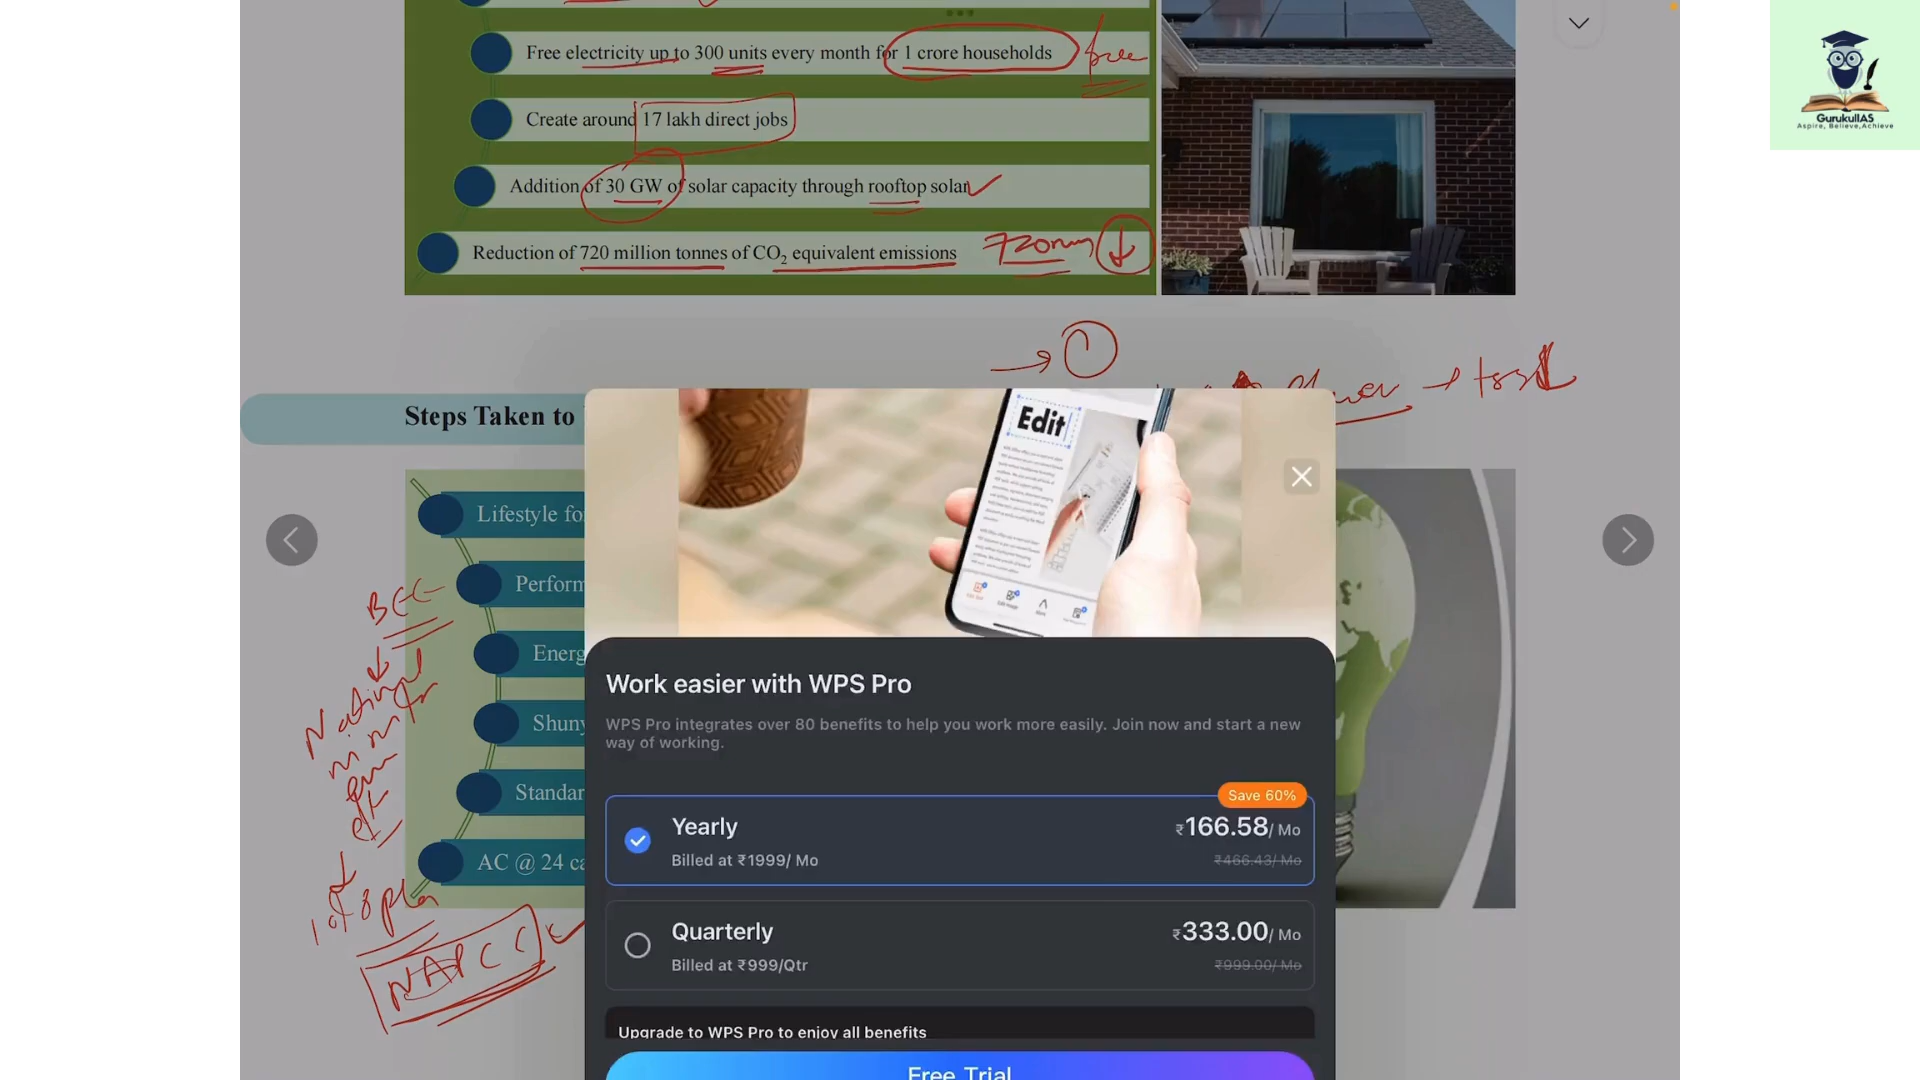 Free electricity up to 300 units every month for 1 crore households
free
Create around 17 lakh direct jobs
Addition of 30 GW of solar capacity through rooftop solar
Reduction of 720 million tonnes of CO₂ equivalent emissions
GurukulIAS
Aspire, Believe,Achieve
Steps Taken to
Lifestyle for
Perform
Energ
Shuny
Standar
AC @ 24 ca
BEE
National
NAPCC
Edit
Work easier with WPS Pro
WPS Pro integrates over 80 benefits to help you work more easily. Join now and start a new
way of working.
Save 60%
Yearly
₹166.58/ Mo
Billed at ₹1999/ Mo
₹466.43/ Mo
Quarterly
₹333.00/ Mo
Billed at ₹999/Qtr
₹999.00/ Mo
Upgrade to WPS Pro to enjoy all benefits
Free Trial